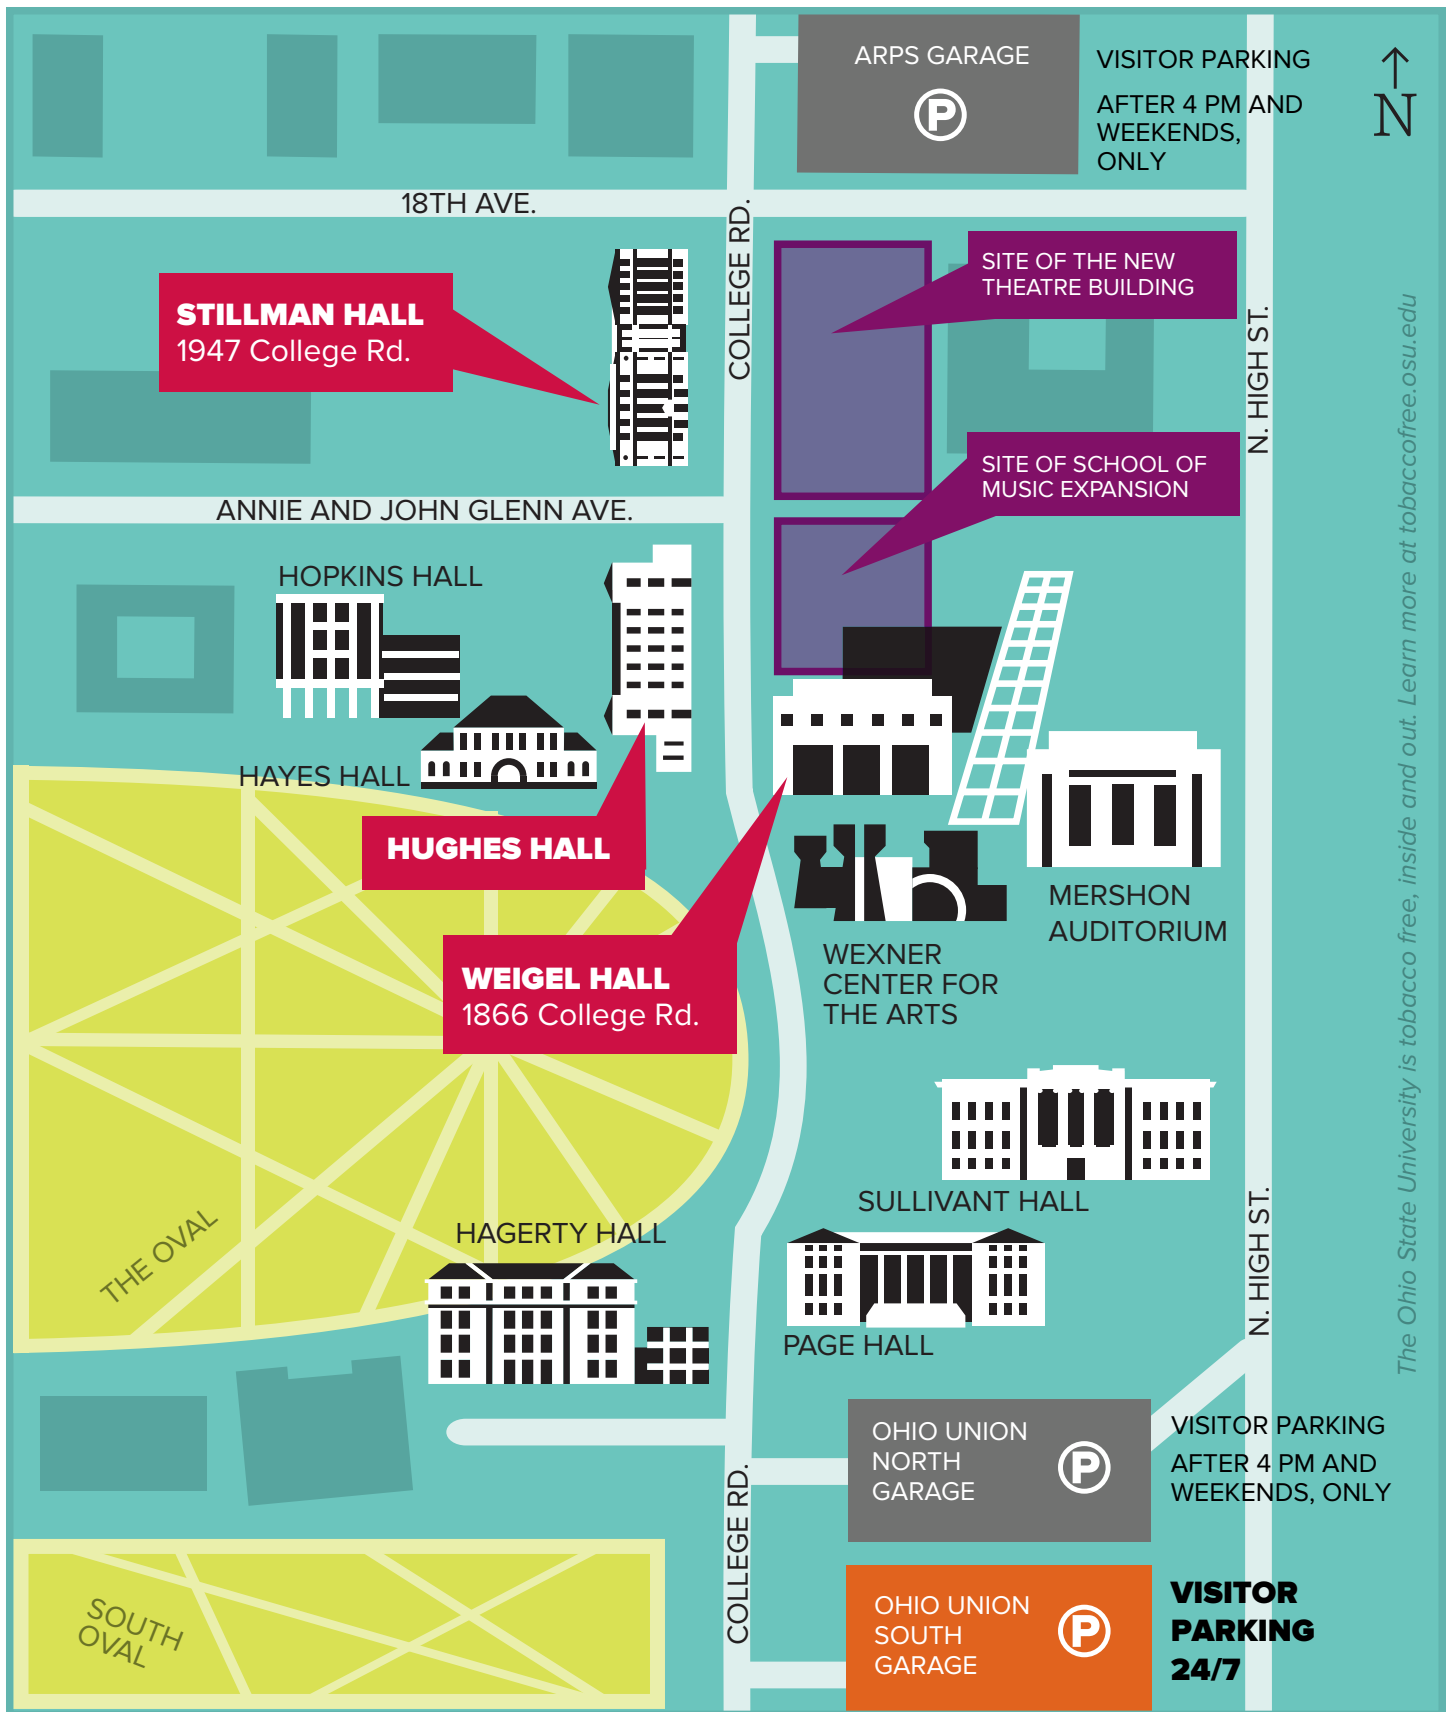 ARPS GARAGE
P
VISITOR PARKING
AFTER 4 PM AND
WEEKENDS,
ONLY
N
18TH AVE.
COLLEGE RD.
SITE OF THE NEW
THEATRE BUILDING
STILLMAN HALL
1947 College Rd.
N. HIGH ST.
SITE OF SCHOOL OF
MUSIC EXPANSION
ANNIE AND JOHN GLENN AVE.
HOPKINS HALL
HAYES HALL
HUGHES HALL
WEIGEL HALL
1866 College Rd.
MERSHON
AUDITORIUM
WEXNER
CENTER FOR
THE ARTS
SULLIVANT HALL
THE OVAL
HAGERTY HALL
PAGE HALL
N. HIGH ST.
The Ohio State University is tobacco free, inside and out. Learn more at tobaccofree.osu.edu
OHIO UNION
NORTH
GARAGE
P
VISITOR PARKING
AFTER 4 PM AND
WEEKENDS, ONLY
COLLEGE RD.
SOUTH
OVAL
OHIO UNION
SOUTH
GARAGE
P
VISITOR
PARKING
24/7